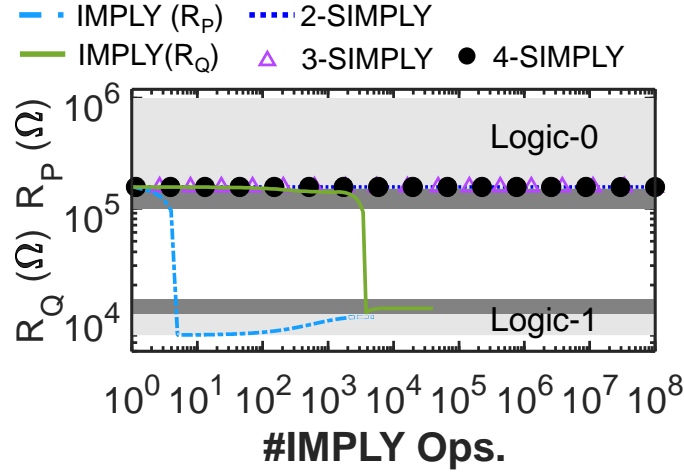 IMPLY (R_P) 2-SIMPLY
IMPLY(R_Q) 3-SIMPLY 4-SIMPLY
R_Q (Ω) R_P (Ω)
10^6
10^5
10^4
Logic-0
Logic-1
10^0 10^1 10^2 10^3 10^4 10^5 10^6 10^7 10^8
#IMPLY Ops.